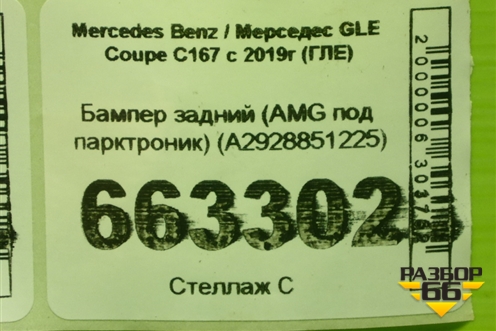 Mercedes Benz / Мерседес GLE
Coupe C167 с 2019г (ГЛЕ)
Бампер задний (AMG под
парктроник) (A2928851225)
663302
Стеллаж С
РАЗБОР
66